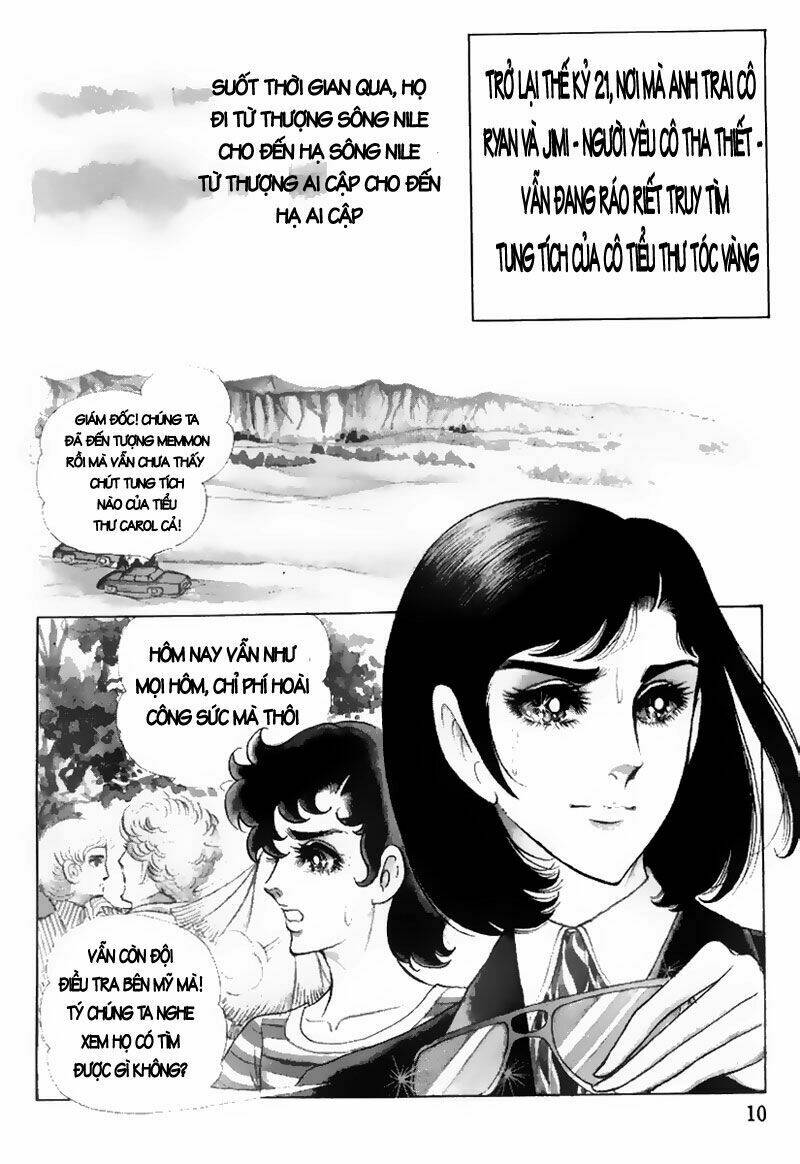 TRỞ LẠI THẾ KỶ 21, NƠI MÀ ANH TRAI CÔ
RYAN VÀ JIMI - NGƯỜI YÊU CÔ THA THIẾT -
VẪN ĐANG RÁO RIẾT TRUY TÌM
TUNG TÍCH CỦA CÔ TIỂU THƯ TÓC VÀNG
SUỐT THỜI GIAN QUA, HỌ
ĐI TỪ THƯỢNG SÔNG NILE
CHO ĐẾN HẠ SÔNG NILE
TỪ THƯỢNG AI CẬP CHO ĐẾN
HẠ AI CẬP
GIÁM ĐỐC! CHÚNG TA
ĐÃ ĐẾN TƯỢNG MEMMON
RỒI MÀ VẪN CHƯA THẤY
CHÚT TUNG TÍCH
NÀO CỦA TIỂU
THƯ CAROL CẢ!
HÔM NAY VẪN NHƯ
MỌI HÔM, CHỈ PHÍ HOÀI
CÔNG SỨC MÀ THÔI
VẪN CÒN ĐỘI
ĐIỀU TRA BÊN MỸ MÀ!
TÝ CHÚNG TA NGHE
XEM HỌ CÓ TÌM
ĐƯỢC GÌ KHÔNG?
10